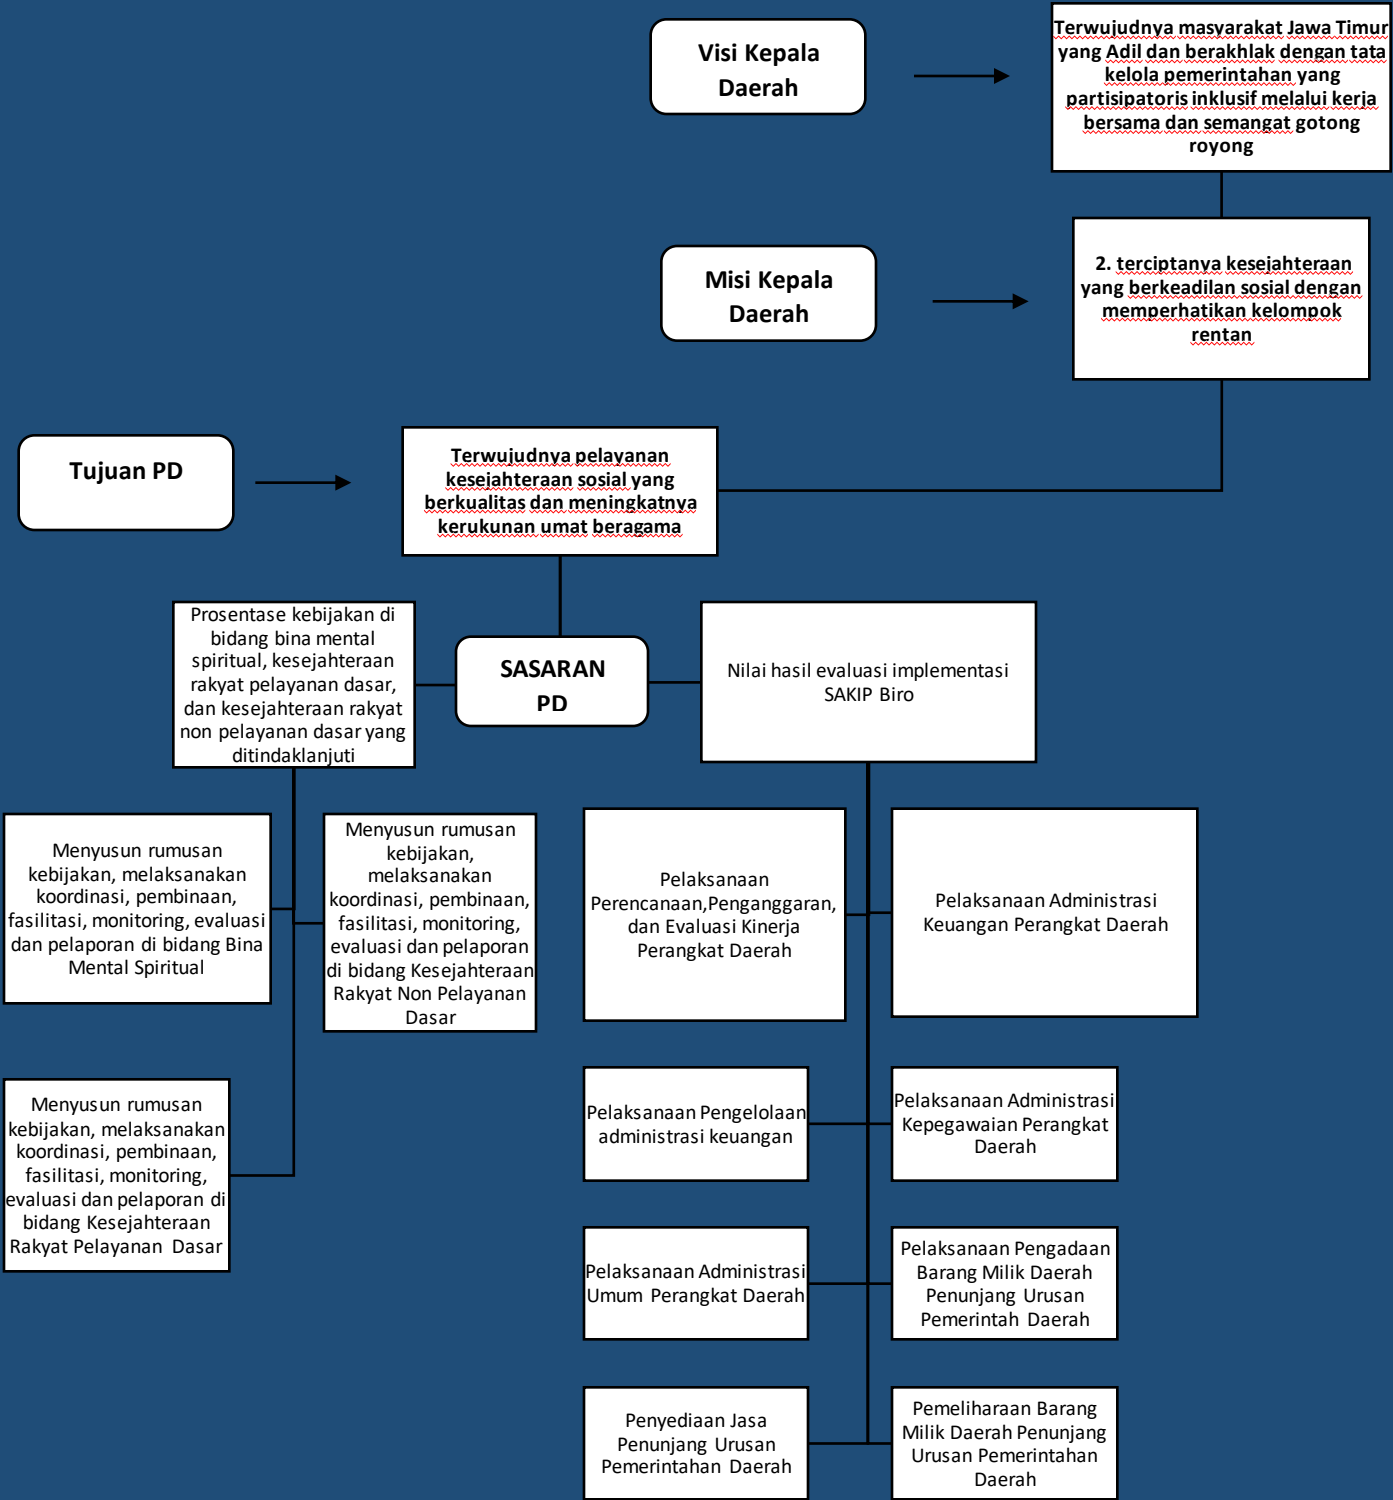 Visi Kepala
Daerah
Terwujudnya masyarakat Jawa Timur
yang Adil dan berakhlak dengan tata
kelola pemerintahan yang
partisipatoris inklusif melalui kerja
bersama dan semangat gotong
royong
Misi Kepala
Daerah
2. terciptanya kesejahteraan
yang berkeadilan sosial dengan
memperhatikan kelompok
rentan
Tujuan PD
Terwujudnya pelayanan
kesejahteraan sosial yang
berkualitas dan meningkatnya
kerukunan umat beragama
Prosentase kebijakan di
bidang bina mental
spiritual, kesejahteraan
rakyat pelayanan dasar,
dan kesejahteraan rakyat
non pelayanan dasar yang
ditindaklanjuti
SASARAN
PD
Nilai hasil evaluasi implementasi
SAKIP Biro
Menyusun rumusan
kebijakan, melaksanakan
koordinasi, pembinaan,
fasilitasi, monitoring, evaluasi
dan pelaporan di bidang Bina
Mental Spiritual
Menyusun rumusan
kebijakan,
melaksanakan
koordinasi, pembinaan,
fasilitasi, monitoring,
evaluasi dan pelaporan
di bidang Kesejahteraan
Rakyat Non Pelayanan
Dasar
Pelaksanaan
Perencanaan,Penganggaran,
dan Evaluasi Kinerja
Perangkat Daerah
Pelaksanaan Administrasi
Keuangan Perangkat Daerah
Menyusun rumusan
kebijakan, melaksanakan
koordinasi, pembinaan,
fasilitasi, monitoring,
evaluasi dan pelaporan di
bidang Kesejahteraan
Rakyat Pelayanan Dasar
Pelaksanaan Pengelolaan
administrasi keuangan
Pelaksanaan Administrasi
Kepegawaian Perangkat
Daerah
Pelaksanaan Administrasi
Umum Perangkat Daerah
Pelaksanaan Pengadaan
Barang Milik Daerah
Penunjang Urusan
Pemerintah Daerah
Penyediaan Jasa
Penunjang Urusan
Pemerintahan Daerah
Pemeliharaan Barang
Milik Daerah Penunjang
Urusan Pemerintahan
Daerah